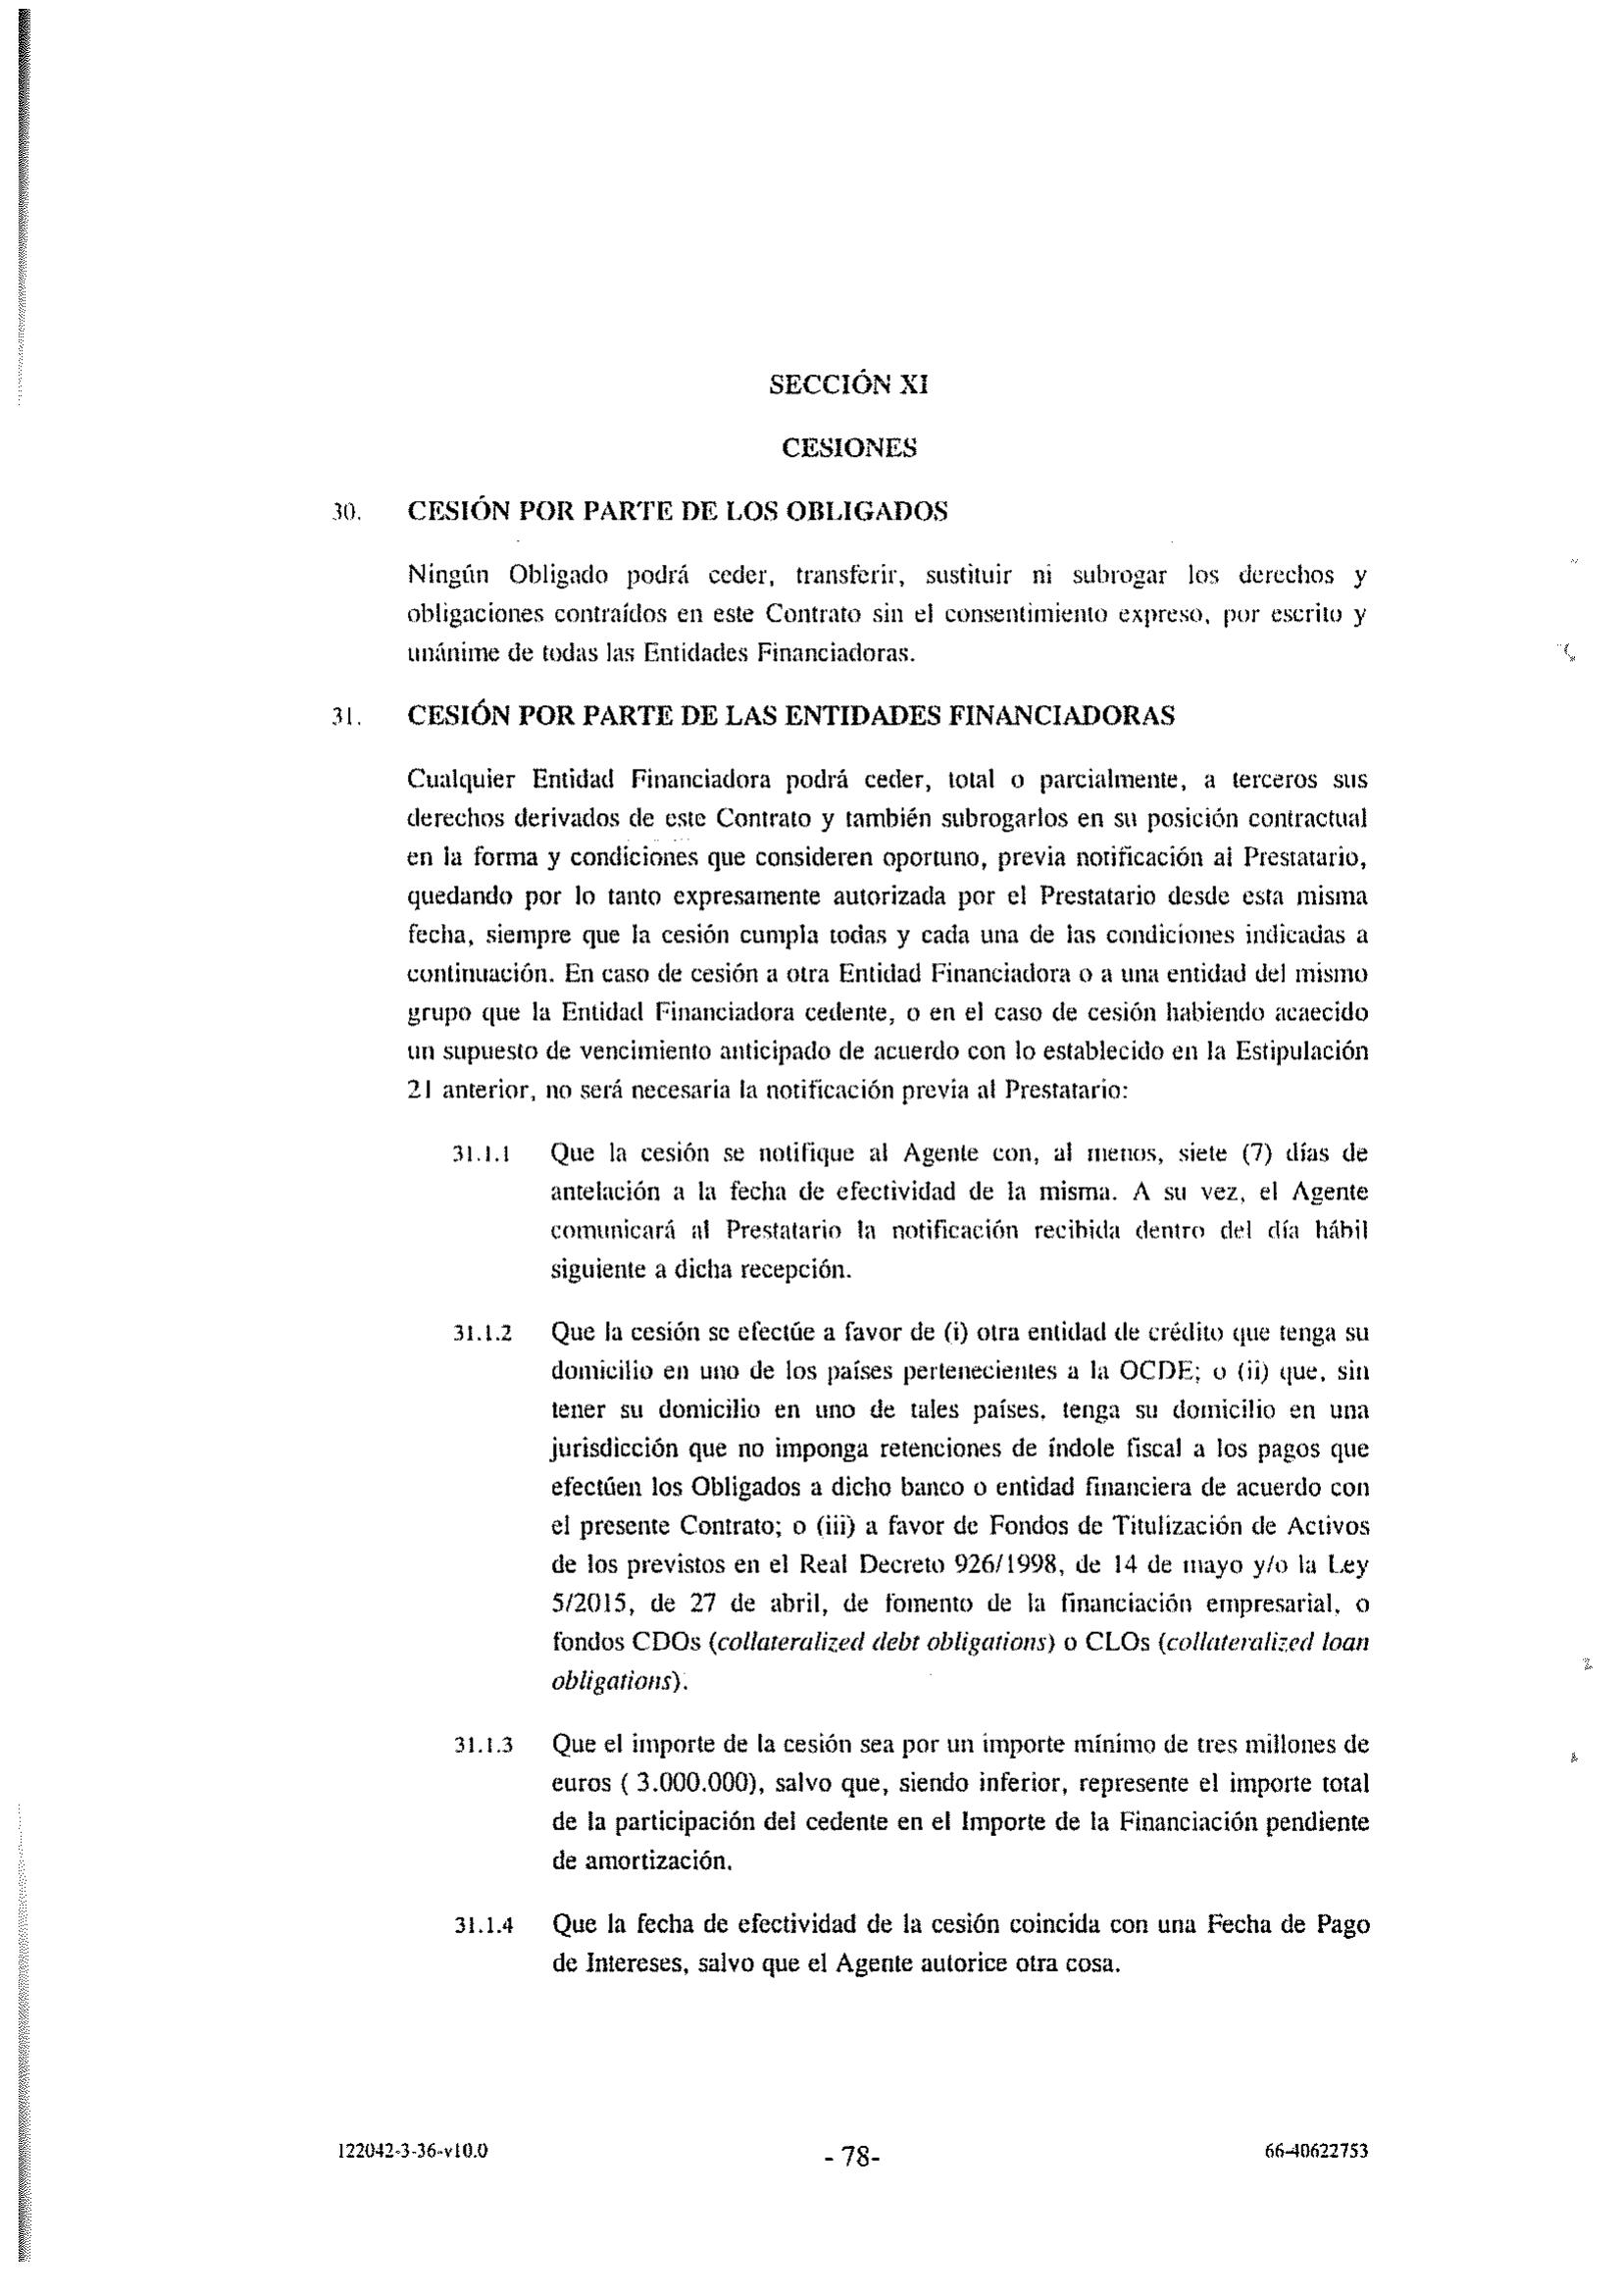 SECCIÓN XI
CESIONES
30. CESIÓN POR PARTE DE LOS OBLIGADOS
Ningún Obligado podrá ceder, transferir, sustituir ni subrogar los derechos y
obligaciones contraídos en este Contrato sin el consentimiento expreso, por escrito y
unánime de todas las Entidades Financiadoras.
31. CESIÓN POR PARTE DE LAS ENTIDADES FINANCIADORAS
Cualquier Entidad Financiadora podrá ceder, total o parcialmente, a terceros sus
derechos derivados de este Contrato y también subrogarlos en su posición contractual
en la forma y condiciones que consideren oportuno, previa notificación al Prestatario,
quedando por lo tanto expresamente autorizada por el Prestatario desde esta misma
fecha, siempre que la cesión cumpla todas y cada una de las condiciones indicadas a
continuación. En caso de cesión a otra Entidad Financiadora o a una entidad del mismo
grupo que la Entidad Financiadora cedente, o en el caso de cesión habiendo acaecido
un supuesto de vencimiento anticipado de acuerdo con lo establecido en la Estipulación
21 anterior, no será necesaria la notificación previa al Prestatario:
31.1.1 Que la cesión se notifique al Agente con, al menos, siete (7) días de
antelación a la fecha de efectividad de la misma. A su vez, el Agente
comunicará al Prestatario la notificación recibida dentro del día hábil
siguiente a dicha recepción.
31.1.2 Que la cesión se efectúe a favor de (i) otra entidad de crédito que tenga su
domicilio en uno de los países pertenecientes a la OCDE; o (ii) que, sin
tener su domicilio en uno de tales países, tenga su domicilio en una
jurisdicción que no imponga retenciones de índole fiscal a los pagos que
efectúen los Obligados a dicho banco o entidad financiera de acuerdo con
el presente Contrato; o (iii) a favor de Fondos de Titulización de Activos
de los previstos en el Real Decreto 926/1998, de 14 de mayo y/o la Ley
5/2015, de 27 de abril, de fomento de la financiación empresarial, o
fondos CDOs (collateralized debt obligations) o CLOs (collateralized loan
obligations).
31.1.3 Que el importe de la cesión sea por un importe mínimo de tres millones de
euros ( 3.000.000), salvo que, siendo inferior, represente el importe total
de la participación del cedente en el Importe de la Financiación pendiente
de amortización.
31.1.4 Que la fecha de efectividad de la cesión coincida con una Fecha de Pago
de Intereses, salvo que el Agente autorice otra cosa.
122042-3-36-v10.0 - 78- 66-40622753